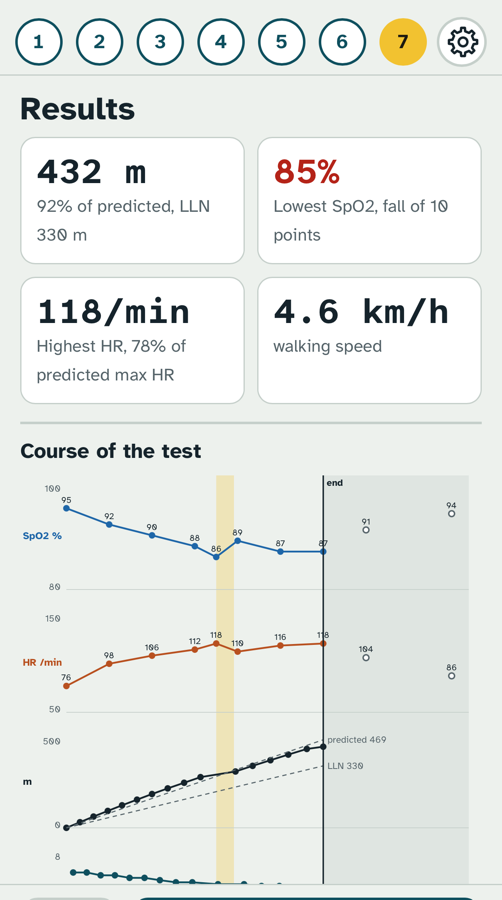 1 2 3 4 5 6 7
Results
432 m
92% of predicted, LLN
330 m
85%
Lowest SpO2, fall of 10
points
118/min
Highest HR, 78% of
predicted max HR
4.6 km/h
walking speed
Course of the test
end
100
95
92
90
88
86
89
87
87
91
94
SpO2 %
80
150
76
98
106
112
118
110
116
118
104
86
HR /min
50
500
predicted 469
LLN 330
m
0
8